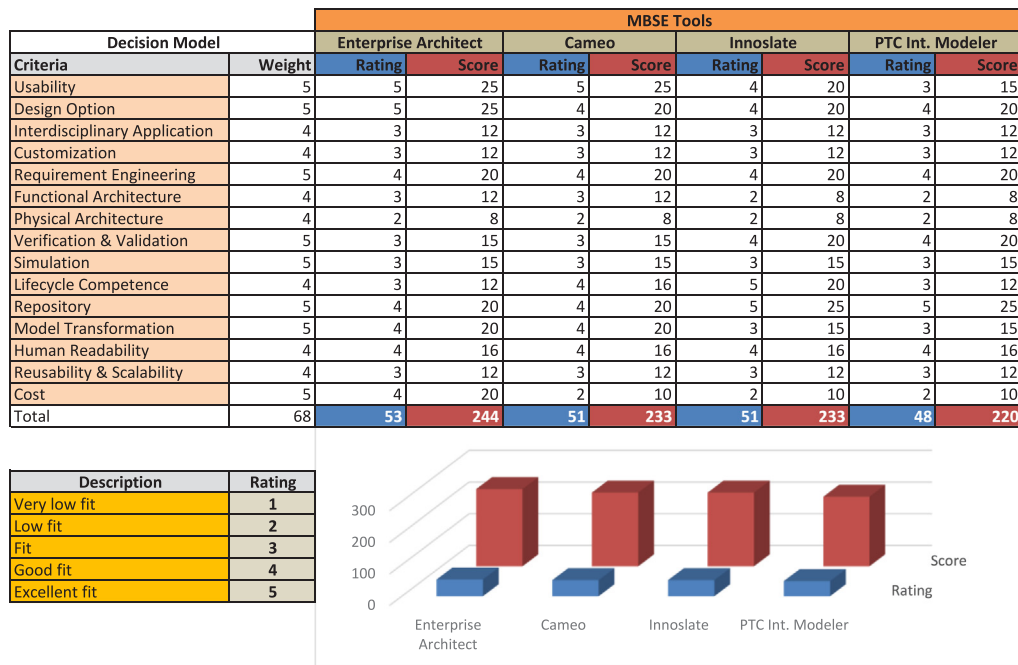 MBSE Tools
Decision Model Enterprise Architect Cameo Innoslate PTC Int. Modeler
Criteria Weight Rating Score Rating Score Rating Score Rating Score
Usability 5 5 25 5 25 4 20 3 15
Design Option 5 5 25 4 20 4 20 4 20
Interdisciplinary Application 4 3 12 3 12 3 12 3 12
Customization 4 3 12 3 12 3 12 3 12
Requirement Engineering 5 4 20 4 20 4 20 4 20
Functional Architecture 4 3 12 3 12 2 8 2 8
Physical Architecture 4 2 8 2 8 2 8 2 8
Verification & Validation 5 3 15 3 15 4 20 4 20
Simulation 5 3 15 3 15 3 15 3 15
Lifecycle Competence 4 3 12 4 16 5 20 3 12
Repository 5 4 20 4 20 5 25 5 25
Model Transformation 5 4 20 4 20 3 15 3 15
Human Readability 4 4 16 4 16 4 16 4 16
Reusability & Scalability 4 3 12 3 12 3 12 3 12
Cost 5 4 20 2 10 2 10 2 10
Total 68 53 244 51 233 51 233 48 220
Description Rating
Very low fit 1
Low fit 2
Fit 3
Good fit 4
Excellent fit 5
300
200
100
0
Score
Rating
Enterprise
Architect
Cameo
Innoslate
PTC Int. Modeler